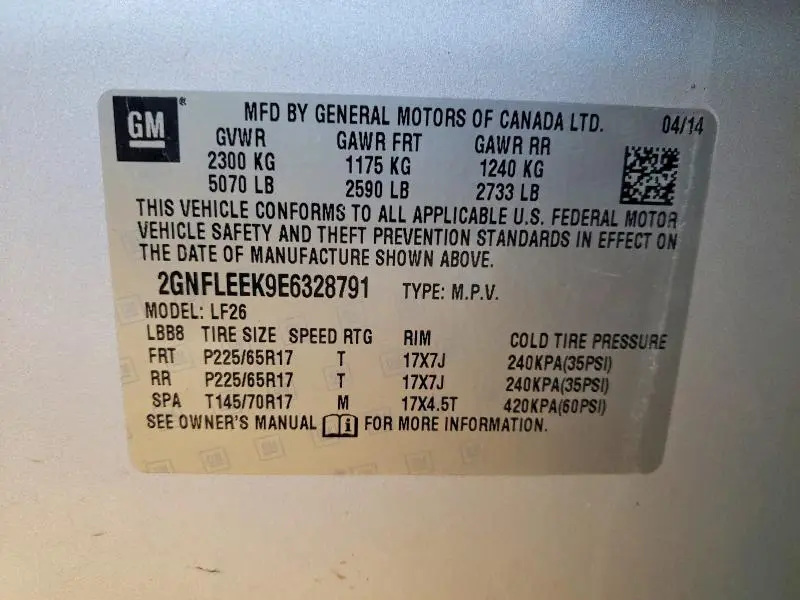 GM ® MFD BY GENERAL MOTORS OF CANADA LTD. 04/14
GVWR GAWR FRT GAWR RR
2300 KG 1175 KG 1240 KG
5070 LB 2590 LB 2733 LB
THIS VEHICLE CONFORMS TO ALL APPLICABLE U.S. FEDERAL MOTOR
VEHICLE SAFETY AND THEFT PREVENTION STANDARDS IN EFFECT ON
THE DATE OF MANUFACTURE SHOWN ABOVE.
2GNFLEEK9E6328791 TYPE: M.P.V.
MODEL: LF26
LBB8 TIRE SIZE SPEED RTG RIM COLD TIRE PRESSURE
FRT P225/65R17 T 17X7J 240KPA(35PSI)
RR P225/65R17 T 17X7J 240KPA(35PSI)
SPA T145/70R17 M 17X4.5T 420KPA(60PSI)
SEE OWNER'S MANUAL i FOR MORE INFORMATION.